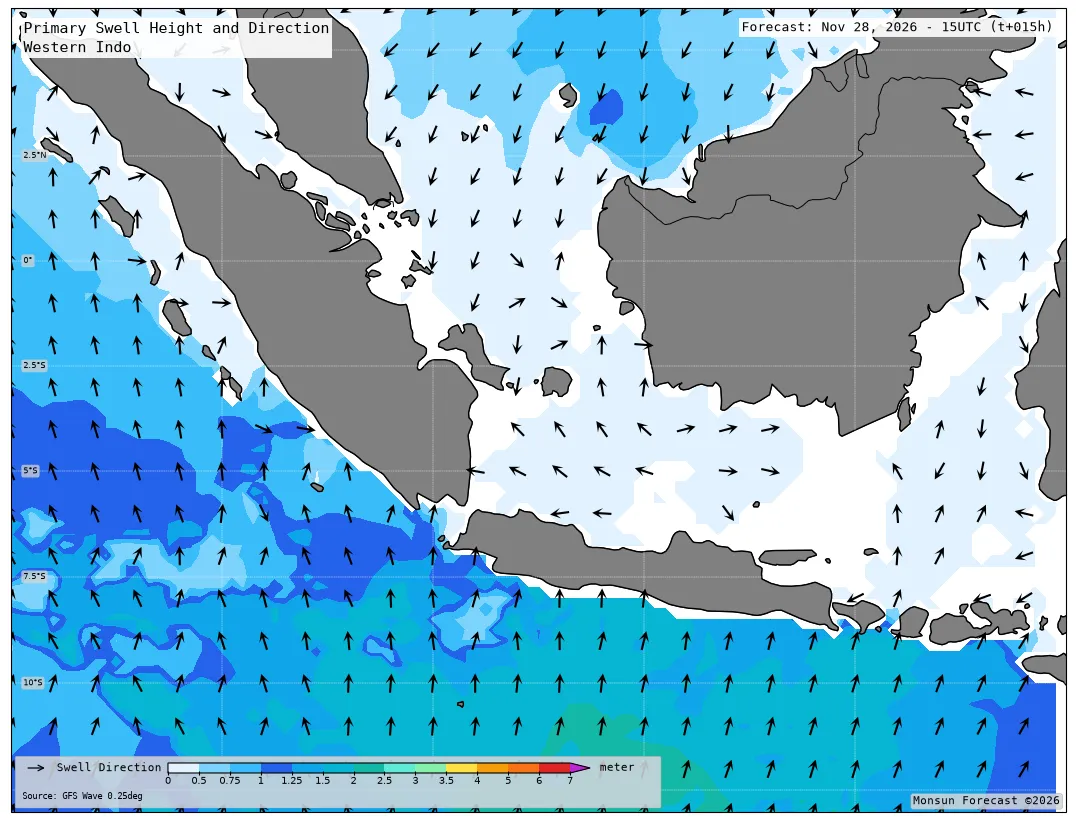 Primary Swell Height and Direction
Western Indo
Forecast: Nov 28, 2026 - 15UTC (t+015h)
2.5°N
0°
2.5°S
5°S
7.5°S
10°S
Swell Direction
0 0.5 0.75 1 1.25 1.5 2 2.5 3 3.5 4 5 6 7
meter
Source: GFS Wave 0.25deg
Monsun Forecast ©2026